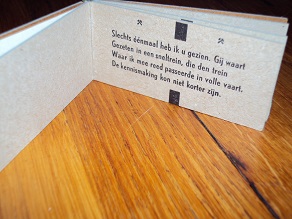 Slechts éénmaal heb ik u gezien. Gij waart
Gezeten in een sneltrein, die den trein
Waar ik mee reed passeerde in volle vaart.
De kennismaking kon niet korter zijn.